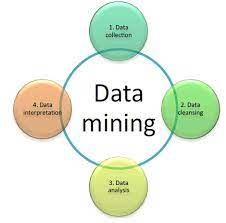 1. Data
collection
Data
mining
2. Data
cleansing
3. Data
analysis
4. Data
interpretation